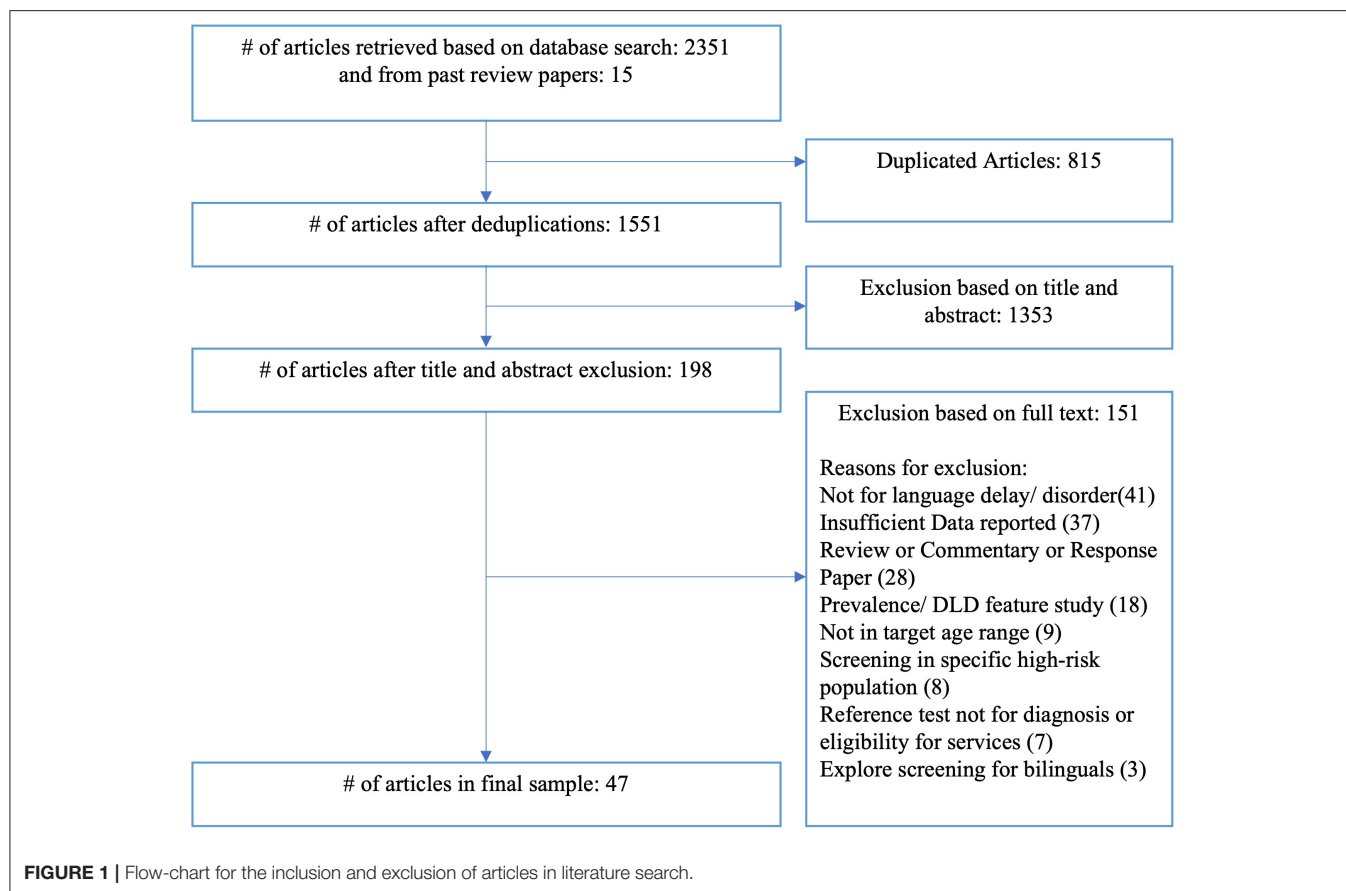 # of articles retrieved based on database search: 2351
and from past review papers: 15
Duplicated Articles: 815
# of articles after deduplications: 1551
Exclusion based on title and
abstract: 1353
# of articles after title and abstract exclusion: 198
Exclusion based on full text: 151
Reasons for exclusion:
Not for language delay/ disorder(41)
Insufficient Data reported (37)
Review or Commentary or Response
Paper (28)
Prevalence/ DLD feature study (18)
Not in target age range (9)
Screening in specific high-risk
population (8)
Reference test not for diagnosis or
eligibility for services (7)
Explore screening for bilinguals (3)
# of articles in final sample: 47
FIGURE 1 | Flow-chart for the inclusion and exclusion of articles in literature search.